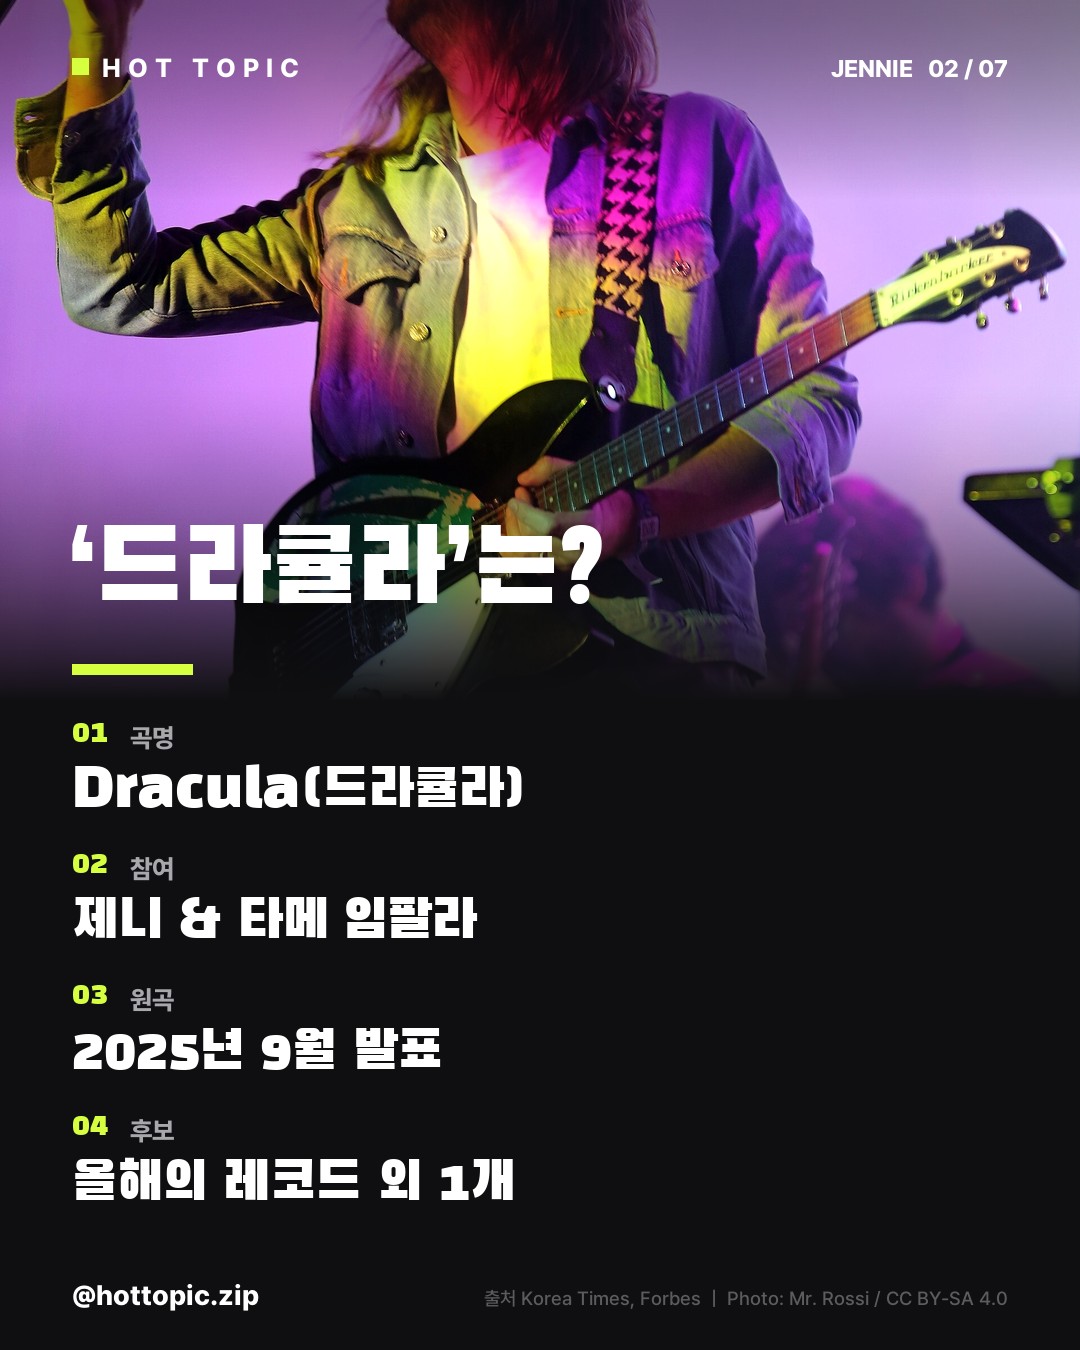 HOT TOPIC
JENNIE 02 / 07
Rickenbacker
‘드라큘라’는?
01 곡명
Dracula(드라큘라)
02 참여
제니 & 타메 임팔라
03 원곡
2025년 9월 발표
04 후보
올해의 레코드 외 1개
@hottopic.zip
출처 Korea Times, Forbes | Photo: Mr. Rossi / CC BY-SA 4.0